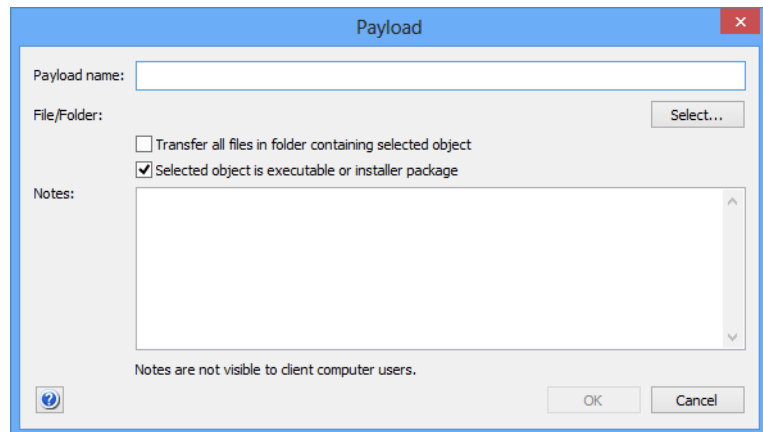 Payload
Payload name:
File/Folder:
Select...
Transfer all files in folder containing selected object
Selected object is executable or installer package
Notes:
Notes are not visible to client computer users.
OK
Cancel